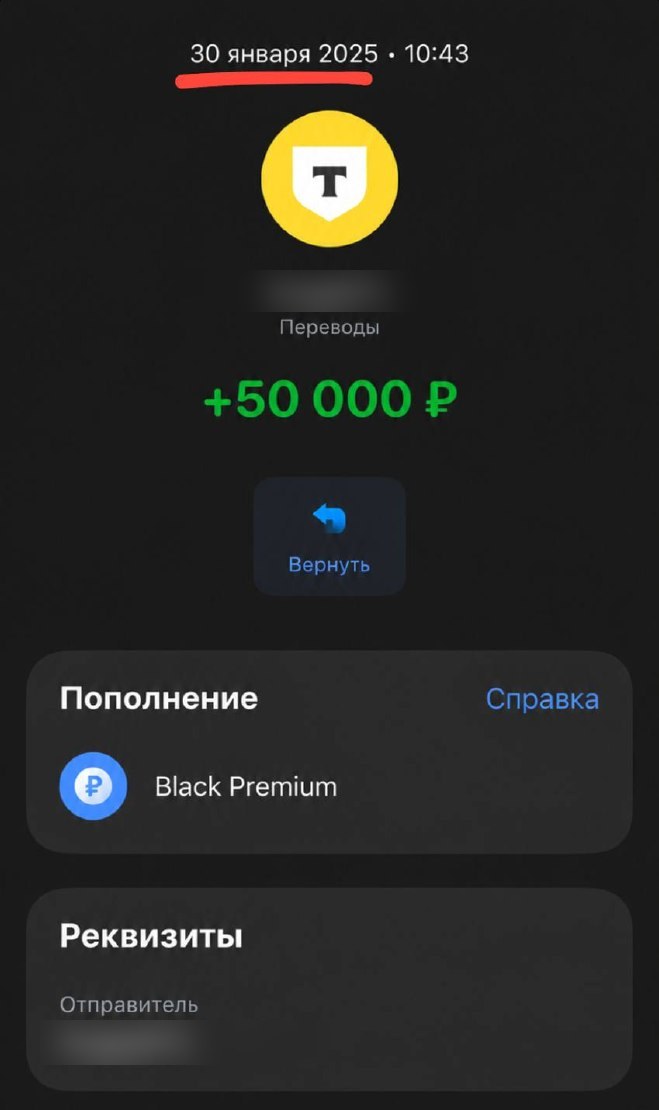 30 января 2025 • 10:43
T
Переводы
+50 000 ₽
Вернуть
Пополнение
Справка
₽
Black Premium
Реквизиты
Отправитель